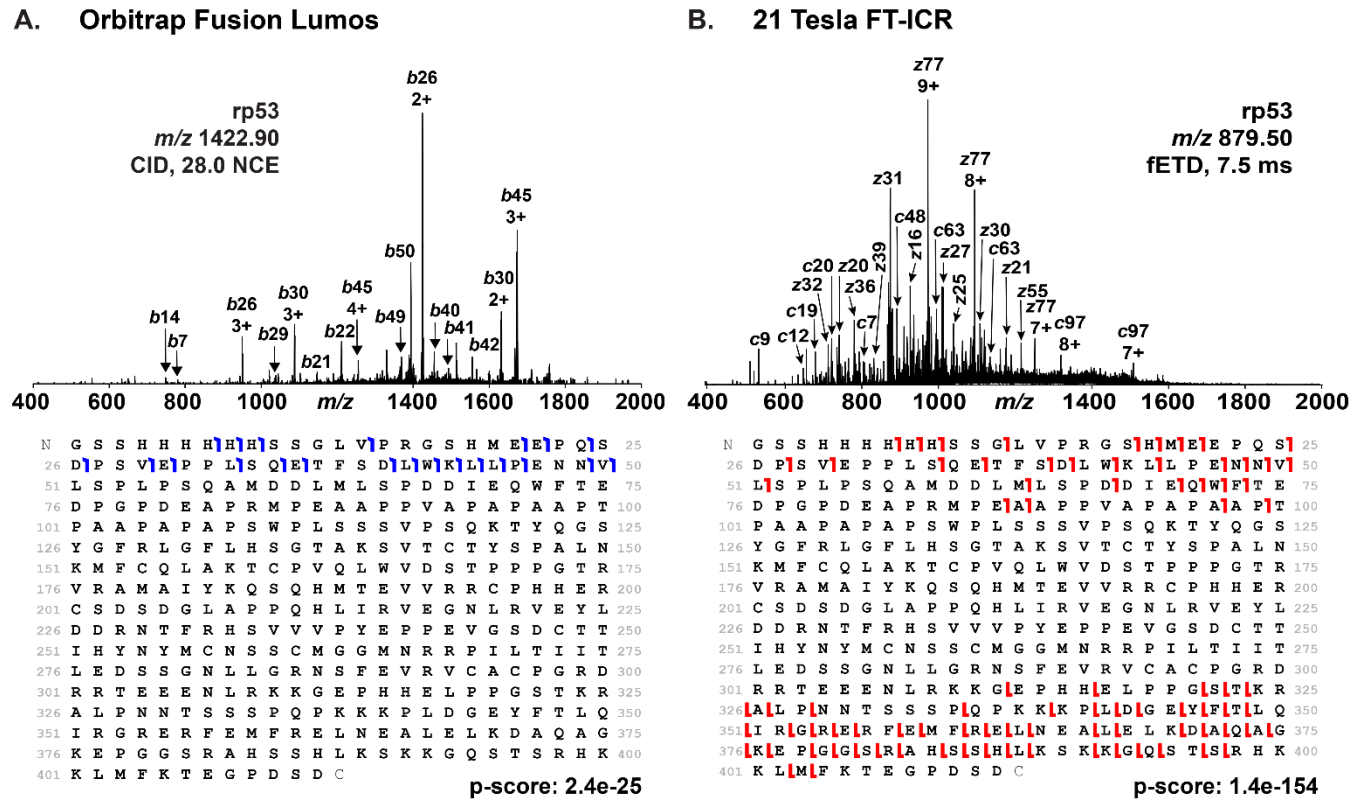 A. Orbitrap Fusion Lumos
rp53
m/z 1422.90
CID, 28.0 NCE
b26
2+
b45
3+
b50
b30
2+
b45
4+
b26
3+
b30
3+
b14
b7
b29
b21
b22
b49
b40
b41
b42
400 600 800 1000 m/z 1400 1600 1800 2000
N G S S H H H H H H S S G L V P R G S H M E E P Q S 25
26 D P S V E P P L S Q E T F S D L W K L L P E N N V 50
51 L S P L P S Q A M D D L M L S P D D I E Q W F T E 75
76 D P G P D E A P R M P E A A P P V A P A P A A P T 100
101 P A A P A P A P S W P L S S S V P S Q K T Y Q G S 125
126 Y G F R L G F L H S G T A K S V T C T Y S P A L N 150
151 K M F C Q L A K T C P V Q L W V D S T P P P G T R 175
176 V R A M A I Y K Q S Q H M T E V V R R C P H H E R 200
201 C S D S D G L A P P Q H L I R V E G N L R V E Y L 225
226 D D R N T F R H S V V V P Y E P P E V G S D C T T 250
251 I H Y N Y M C N S S C M G G M N R R P I L T I I T 275
276 L E D S S G N L L G R N S F E V R V C A C P G R D 300
301 R R T E E E N L R K K G E P H H E L P P G S T K R 325
326 A L P N N T S S S P Q P K K K P L D G E Y F T L Q 350
351 I R G R E R F E M F R E L N E A L E L K D A Q A G 375
376 K E P G G S R A H S S H L K S K K G Q S T S R H K 400
401 K L M F K T E G P D S D C
p-score: 2.4e-25
B. 21 Tesla FT-ICR
rp53
m/z 879.50
fETD, 7.5 ms
z77
9+
z77
8+
z31
c48
z16
c63
z27
z30
c63
z21
z55
z77
7+
c97
8+
c97
7+
z25
z39
c20
z20
z32
z36
c19
c7
c12
c9
400 600 800 1000 m/z 1400 1600 1800 2000
N G S S H H H H H H S S G L V P R G S H M E E P Q S 25
26 D P S V E P P L S Q E T F S D L W K L L P E N N V 50
51 L S P L P S Q A M D D L M L S P D D I E Q W F T E 75
76 D P G P D E A P R M P E A A P P V A P A P A A P T 100
101 P A A P A P A P S W P L S S S V P S Q K T Y Q G S 125
126 Y G F R L G F L H S G T A K S V T C T Y S P A L N 150
151 K M F C Q L A K T C P V Q L W V D S T P P P G T R 175
176 V R A M A I Y K Q S Q H M T E V V R R C P H H E R 200
201 C S D S D G L A P P Q H L I R V E G N L R V E Y L 225
226 D D R N T F R H S V V V P Y E P P E V G S D C T T 250
251 I H Y N Y M C N S S C M G G M N R R P I L T I I T 275
276 L E D S S G N L L G R N S F E V R V C A C P G R D 300
301 R R T E E E N L R K K G E P H H E L P P G S T K R 325
326 A L P N N T S S S P Q P K K K P L D G E Y F T L Q 350
351 I R G R E R F E M F R E L N E A L E L K D A Q A G 375
376 K E P G G S R A H S S H L K S K K G Q S T S R H K 400
401 K L M F K T E G P D S D C
p-score: 1.4e-154